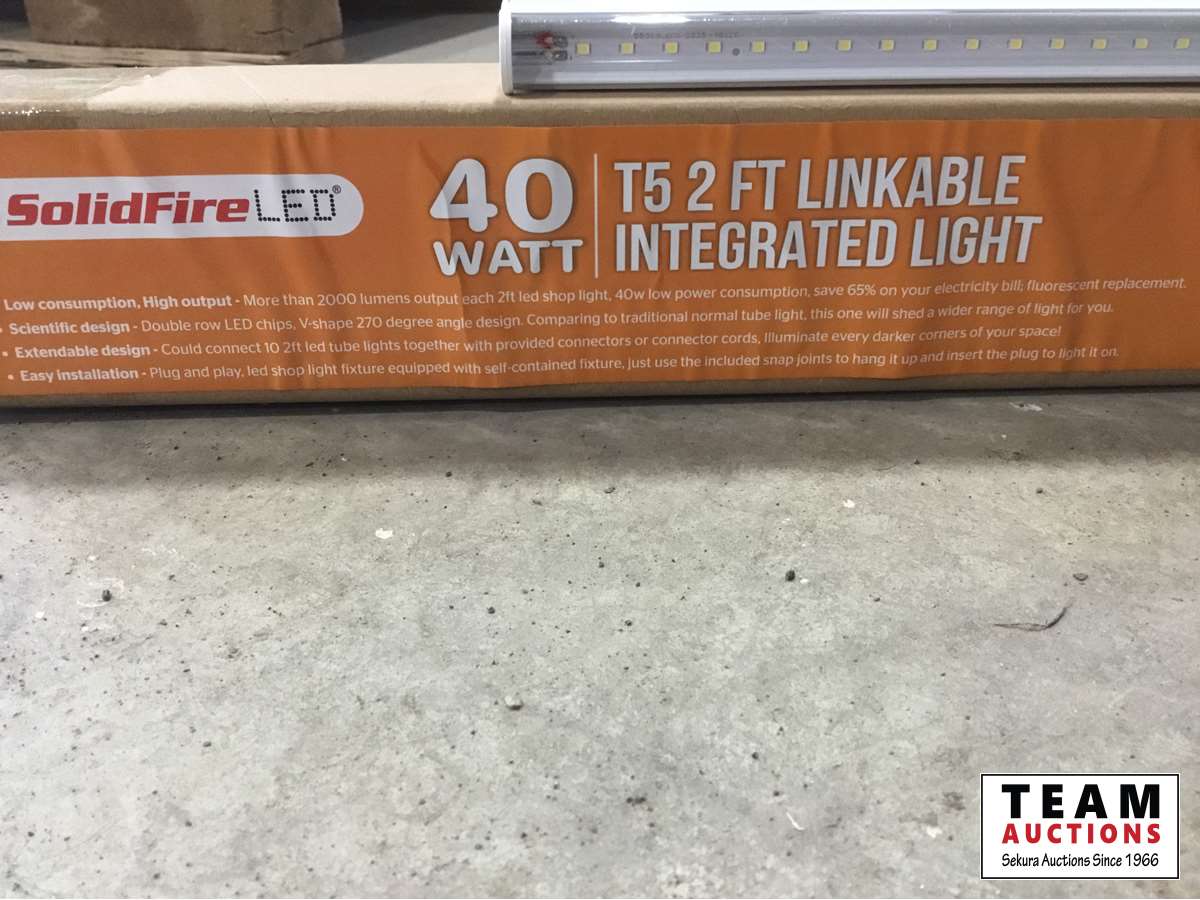 SolidFireLED®
40
WATT
T5 2 FT LINKABLE
INTEGRATED LIGHT
Low consumption, High output - More than 2000 lumens output each 2ft led shop light, 40w low power consumption, save 65% on your electricity bill; fluorescent replacement.
• Scientific design - Double row LED chips, V-shape 270 degree angle design. Comparing to traditional normal tube light, this one will shed a wider range of light for you.
• Extendable design - Could connect 10 2ft led tube lights together with provided connectors or connector cords, Illuminate every darker corners of your space!
• Easy installation - Plug and play, led shop light fixture equipped with self-contained fixture, just use the included snap joints to hang it up and insert the plug to light it on.
TEAM
AUCTIONS
Sekura Auctions Since 1966